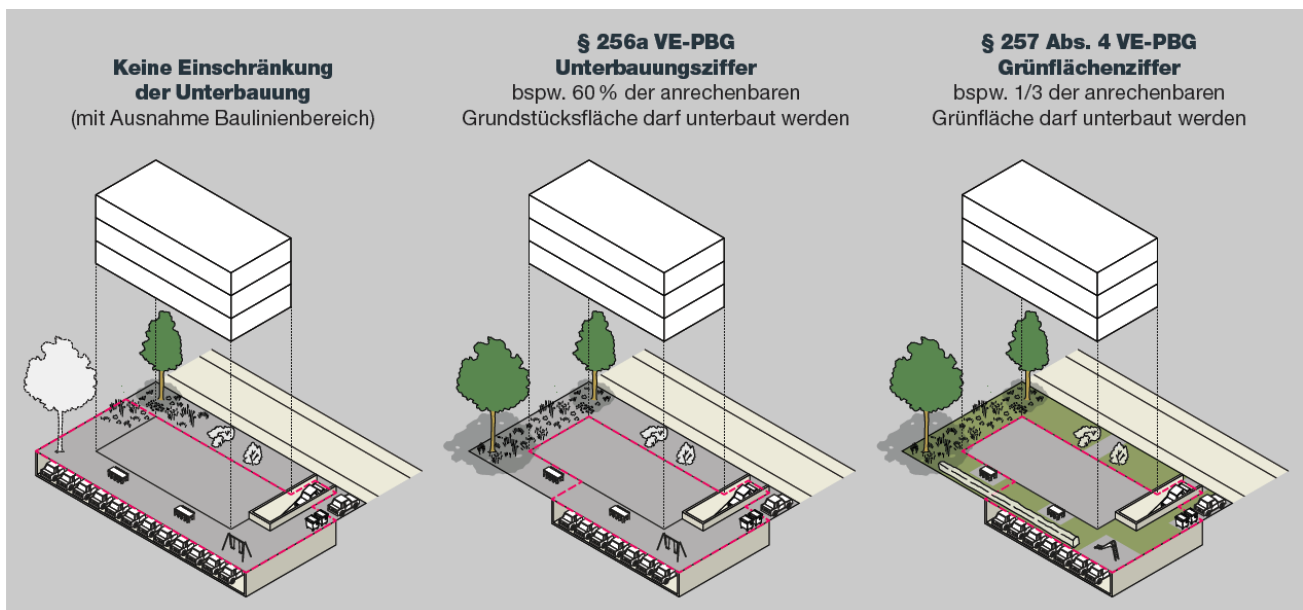 Keine Einschränkung
der Unterbauung
(mit Ausnahme Baulinienbereich)
§ 256a VE-PBG
Unterbauungsziffer
bspw. 60 % der anrechenbaren
Grundstücksfläche darf unterbaut werden
§ 257 Abs. 4 VE-PBG
Grünflächenziffer
bspw. 1/3 der anrechenbaren
Grünfläche darf unterbaut werden